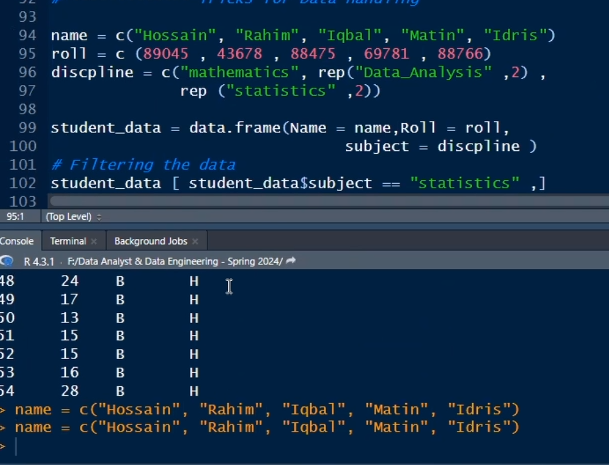 92 # Tricks for Data Handling
93
94 name = c("Hossain", "Rahim", "Iqbal", "Matin", "Idris")
95 roll = c (89045 , 43678 , 88475 , 69781 , 88766)
96 discpline = c("mathematics", rep("Data_Analysis" ,2) ,
97 rep ("statistics" ,2))
98
99 student_data = data.frame(Name = name,Roll = roll,
100 subject = discpline )
101 # Filtering the data
102 student_data [ student_data$subject == "statistics" ,]
103
95:1 (Top Level)
Console Terminal × Background Jobs ×
R 4.3.1 · F:/Data Analyst & Data Engineering - Spring 2024/
48 24 B H
49 17 B H
50 13 B H
51 15 B H
52 15 B H
53 16 B H
54 28 B H
> name = c("Hossain", "Rahim", "Iqbal", "Matin", "Idris")
> name = c("Hossain", "Rahim", "Iqbal", "Matin", "Idris")
>